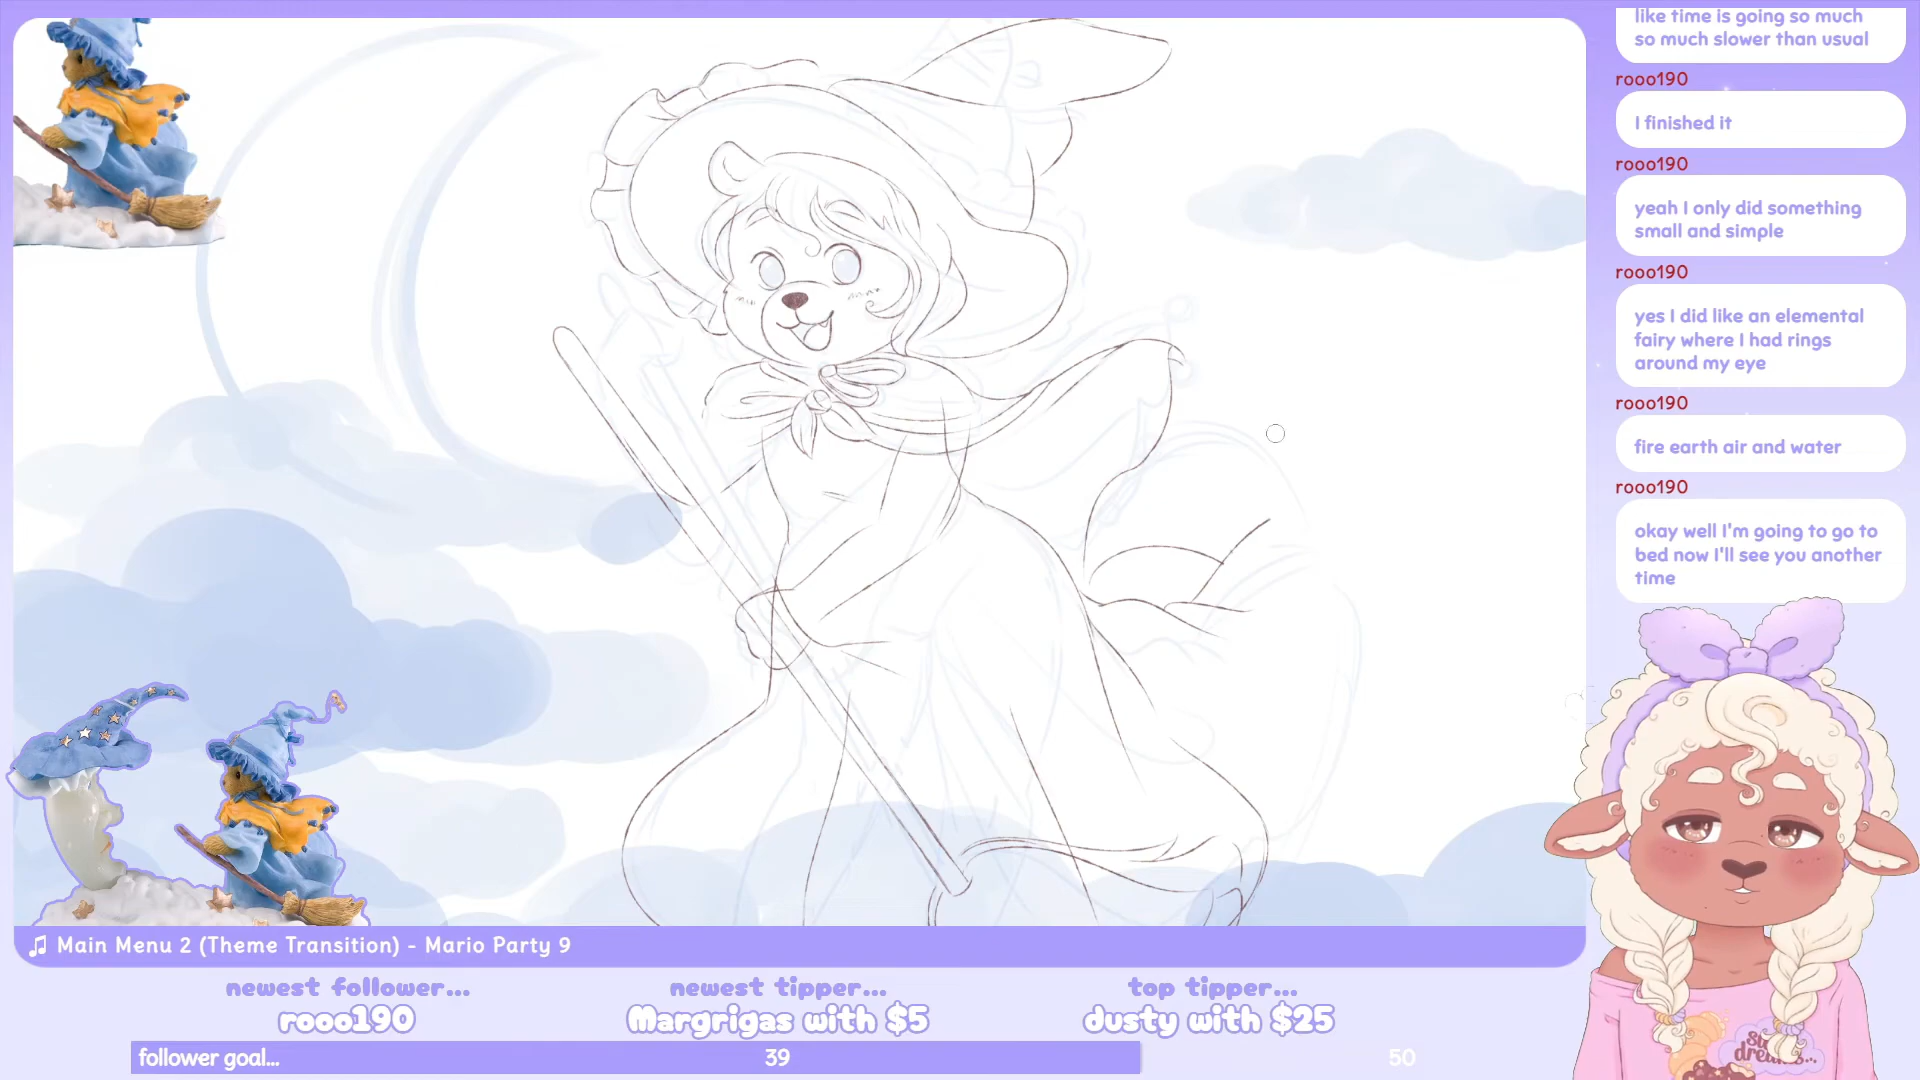 like time is going so much
so much slower than usual
rooo190
I finished it
rooo190
yeah I only did something
small and simple
rooo190
yes I did like an elemental
fairy where I had rings
around my eye
rooo190
fire earth air and water
rooo190
okay well I'm going to go to
bed now I'll see you another
time
Main Menu 2 (Theme Transition) - Mario Party 9
newest follower...
rooo190
newest tipper...
Margrigas with $5
top tipper...
dusty with $25
follower goal...
39
50